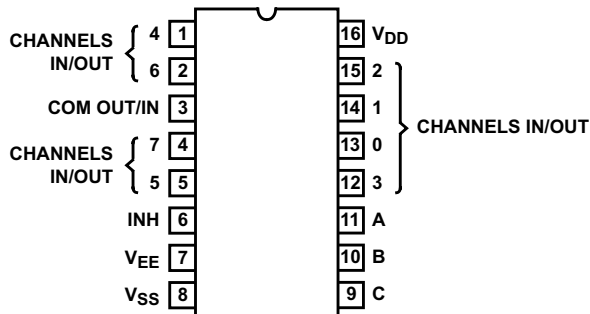 CHANNELS IN/OUT
4 1
6 2
COM OUT/IN 3
CHANNELS IN/OUT
7 4
5 5
INH 6
VEE 7
VSS 8
16 VDD
15 2
14 1
13 0
12 3
CHANNELS IN/OUT
11 A
10 B
9 C